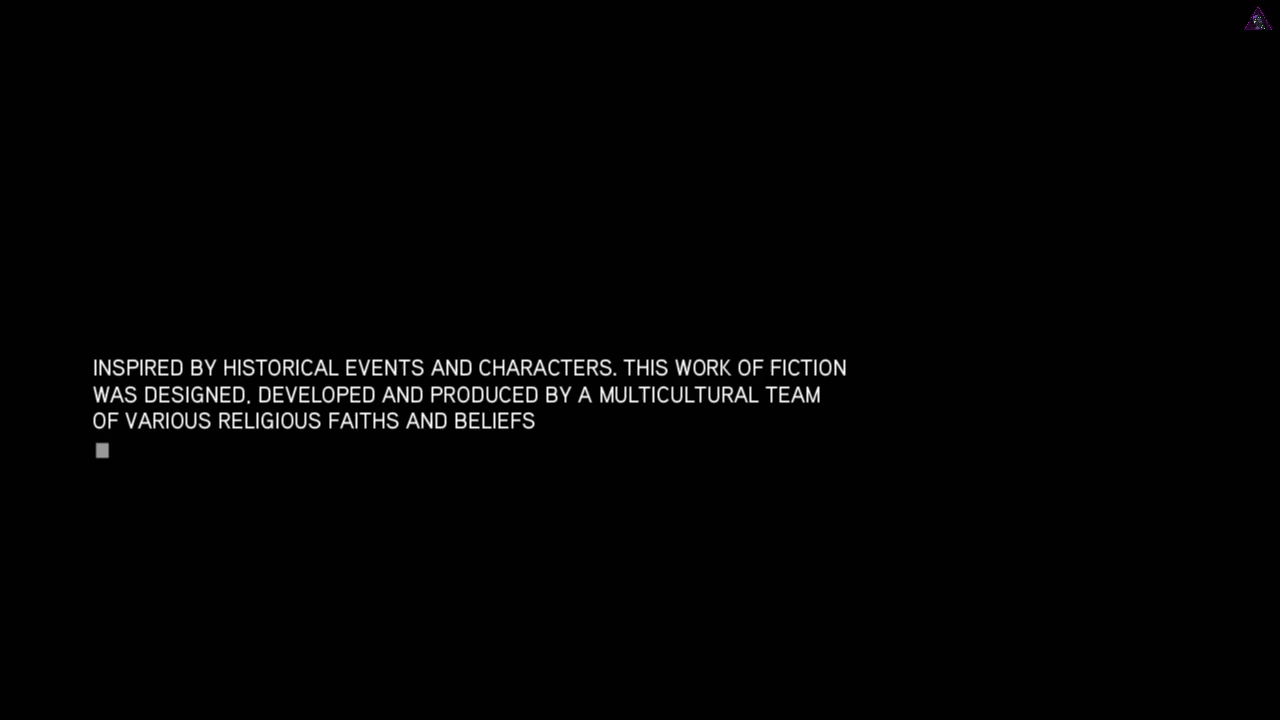 INSPIRED BY HISTORICAL EVENTS AND CHARACTERS. THIS WORK OF FICTION
WAS DESIGNED, DEVELOPED AND PRODUCED BY A MULTICULTURAL TEAM
OF VARIOUS RELIGIOUS FAITHS AND BELIEFS